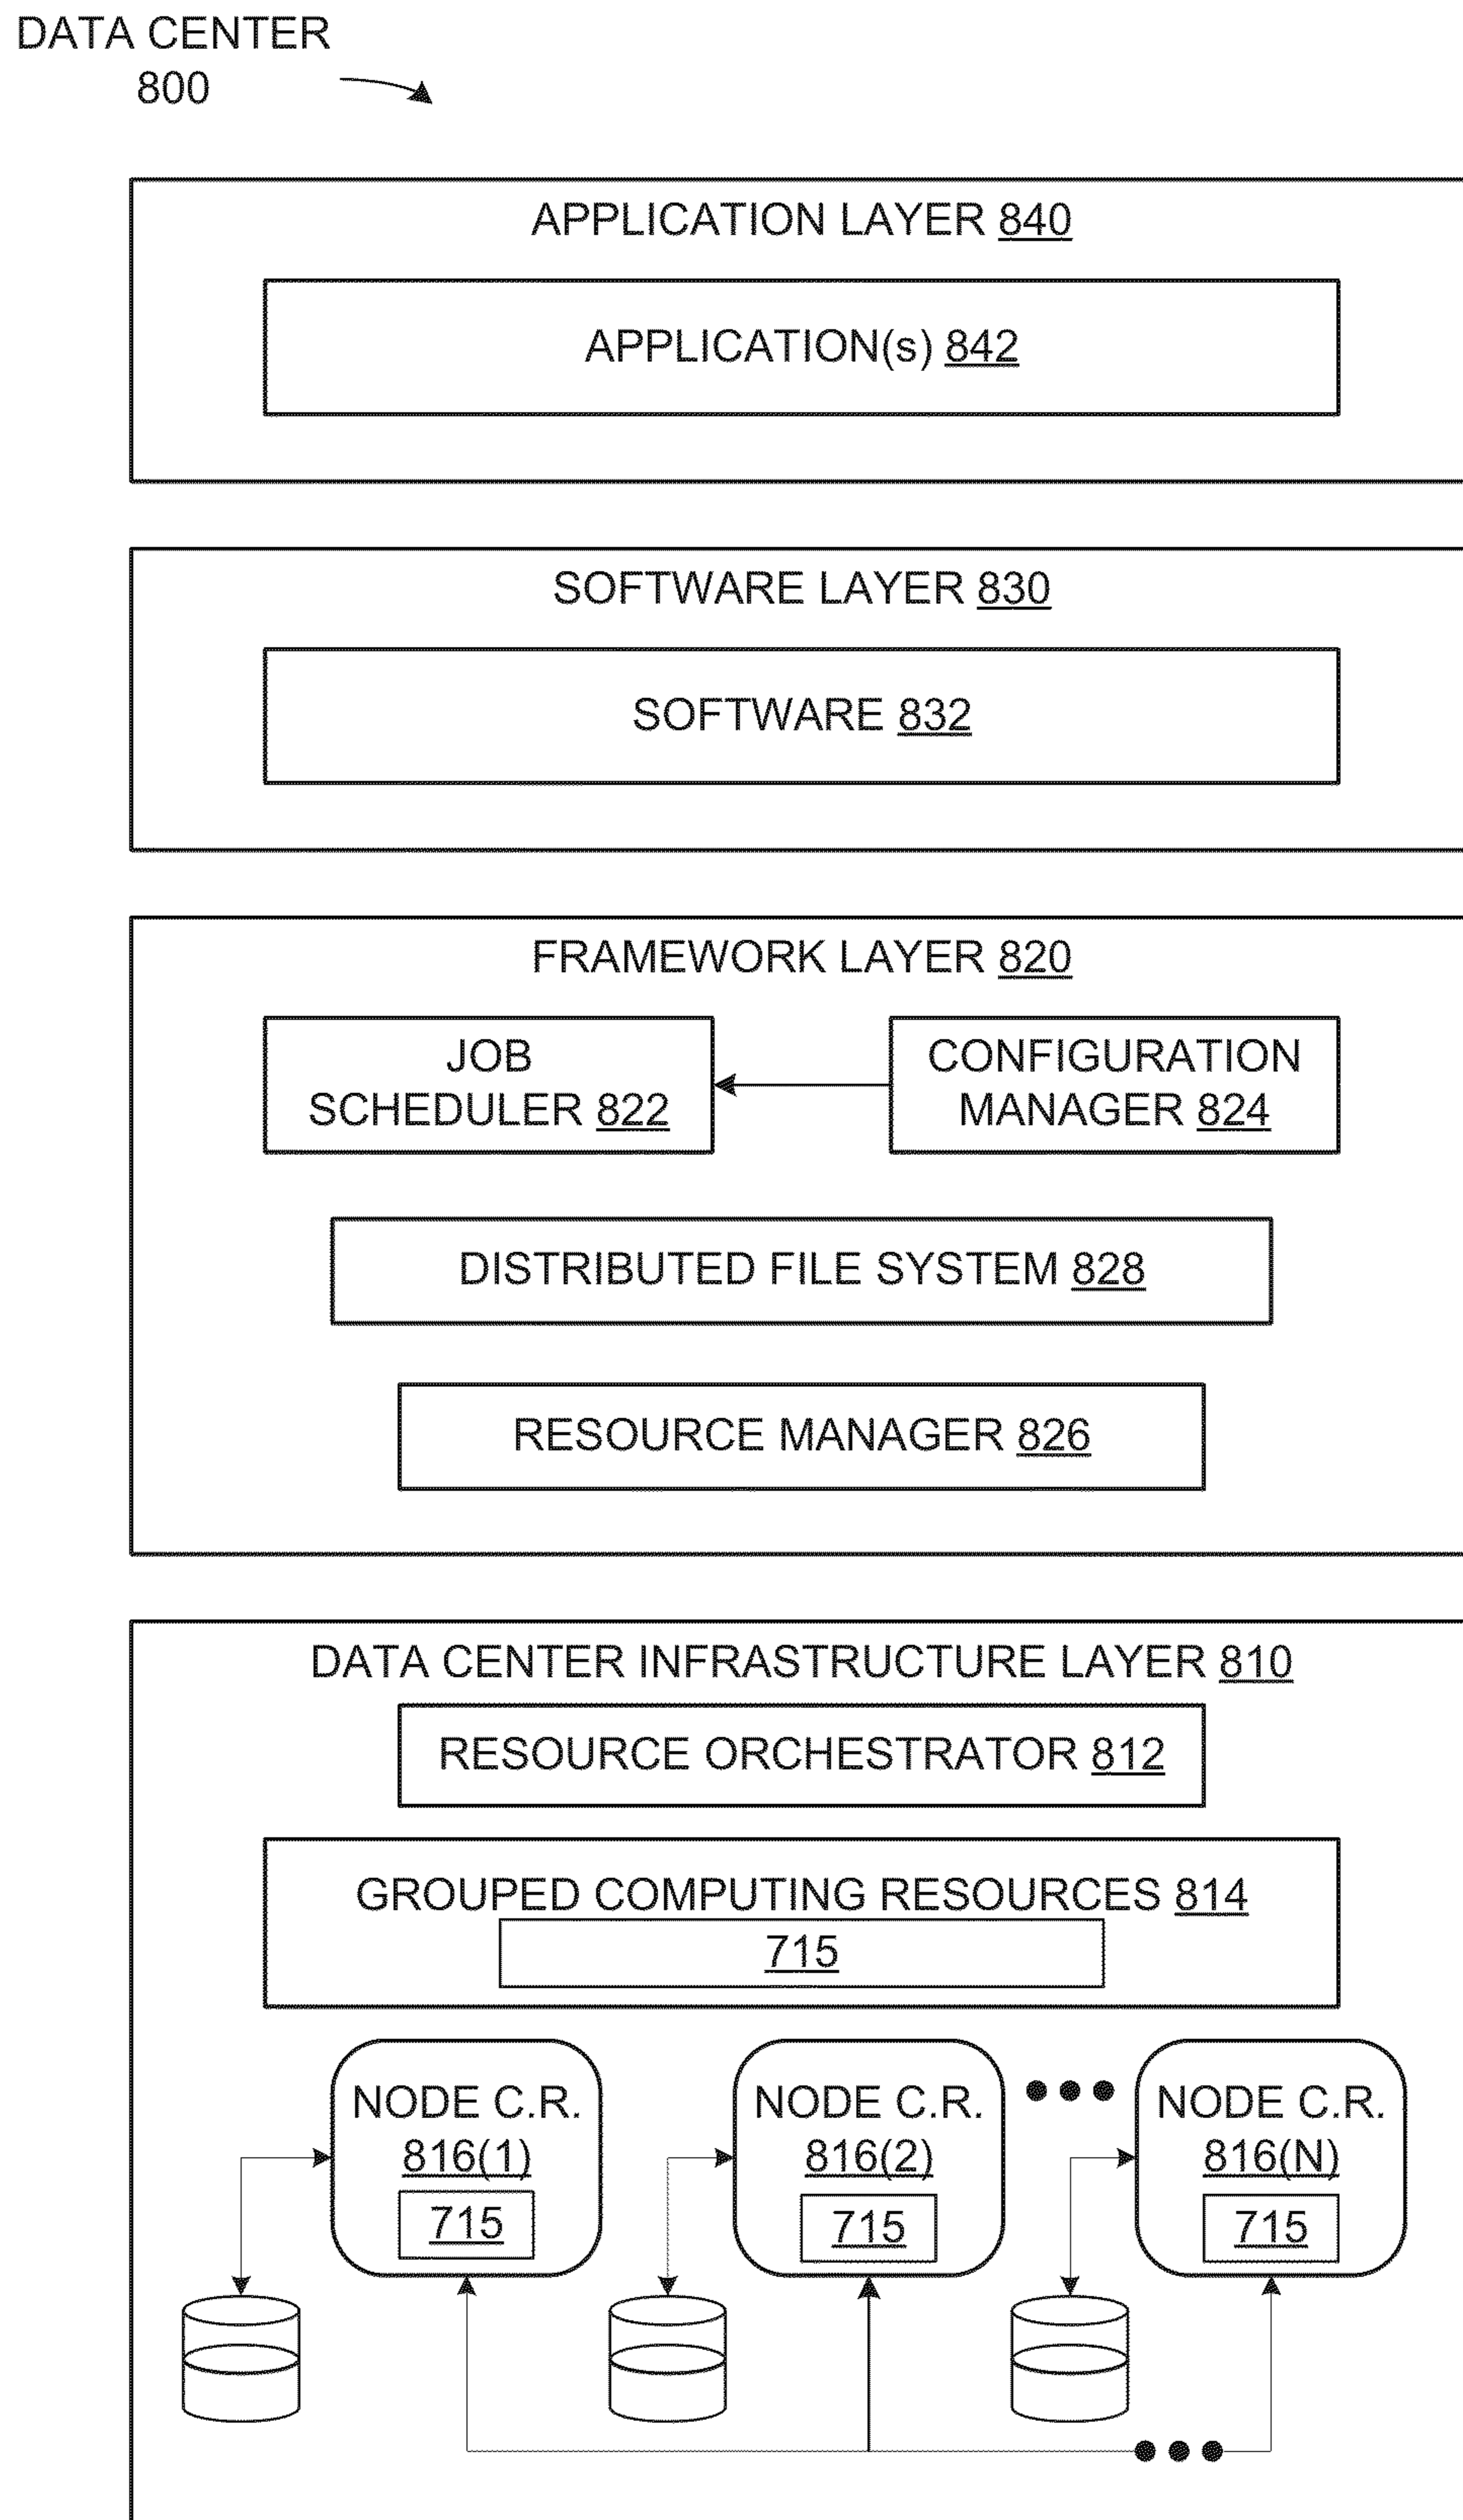 DATA CENTER
800
APPLICATION LAYER 840
APPLICATION(s) 842
SOFTWARE LAYER 830
SOFTWARE 832
FRAMEWORK LAYER 820
JOB
SCHEDULER 822
CONFIGURATION
MANAGER 824
DISTRIBUTED FILE SYSTEM 828
RESOURCE MANAGER 826
DATA CENTER INFRASTRUCTURE LAYER 810
RESOURCE ORCHESTRATOR 812
GROUPED COMPUTING RESOURCES 814
715
NODE C.R.
816(1)
715
NODE C.R.
816(2)
715
NODE C.R.
816(N)
715